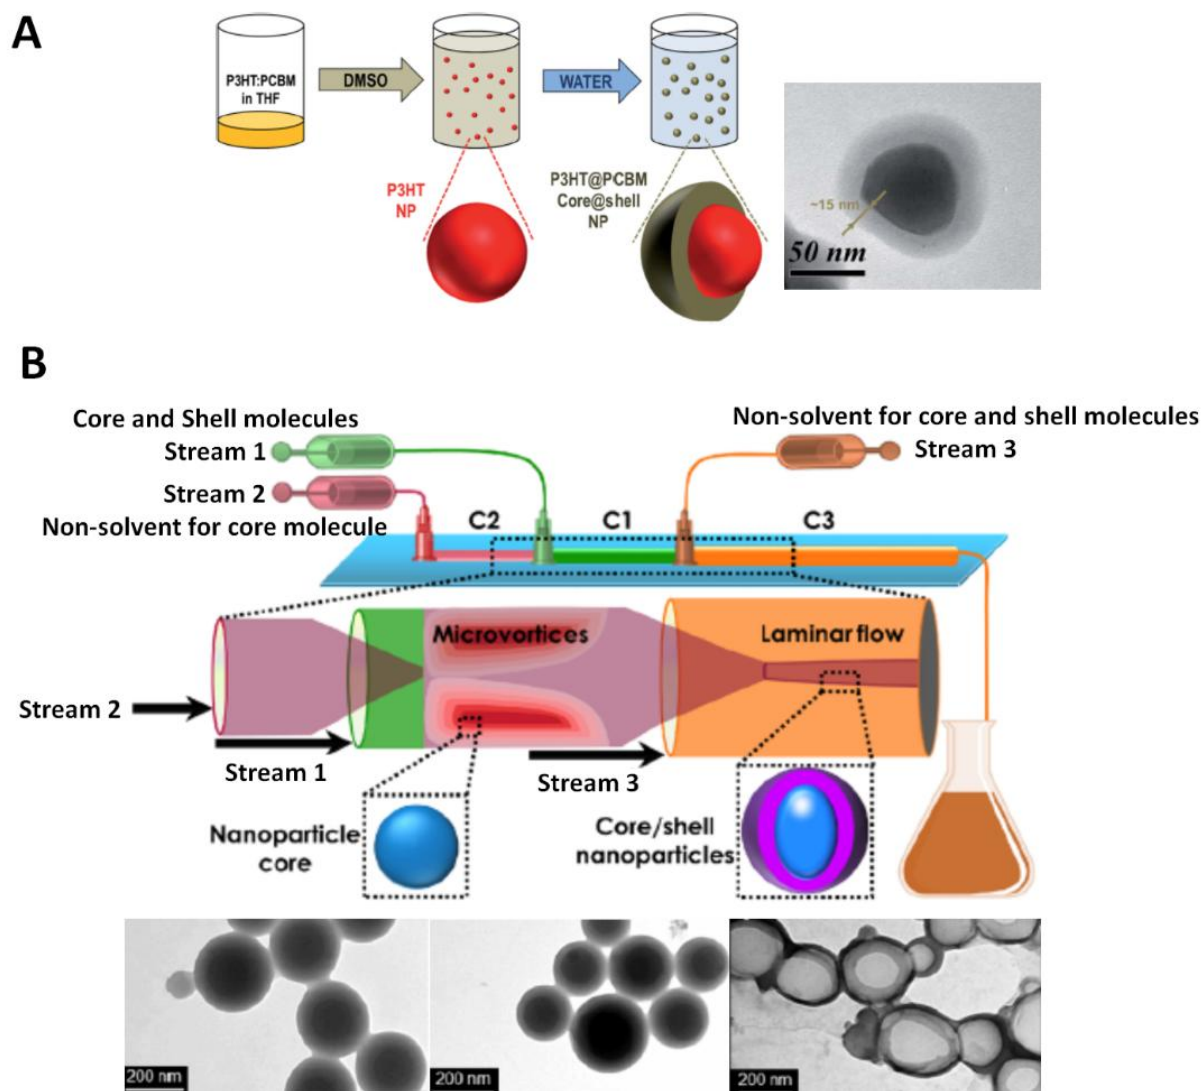 A
P3HT:PCBM
in THF
DMSO
WATER
P3HT
NP
P3HT@PCBM
Core@shell
NP
~15 nm
50 nm
B
Core and Shell molecules
Stream 1
Stream 2
Non-solvent for core molecule
Non-solvent for core and shell molecules
Stream 3
C2
C1
C3
Microvortices
Laminar flow
Stream 2
Stream 1
Stream 3
Nanoparticle
core
Core/shell
nanoparticles
200 nm
200 nm
200 nm